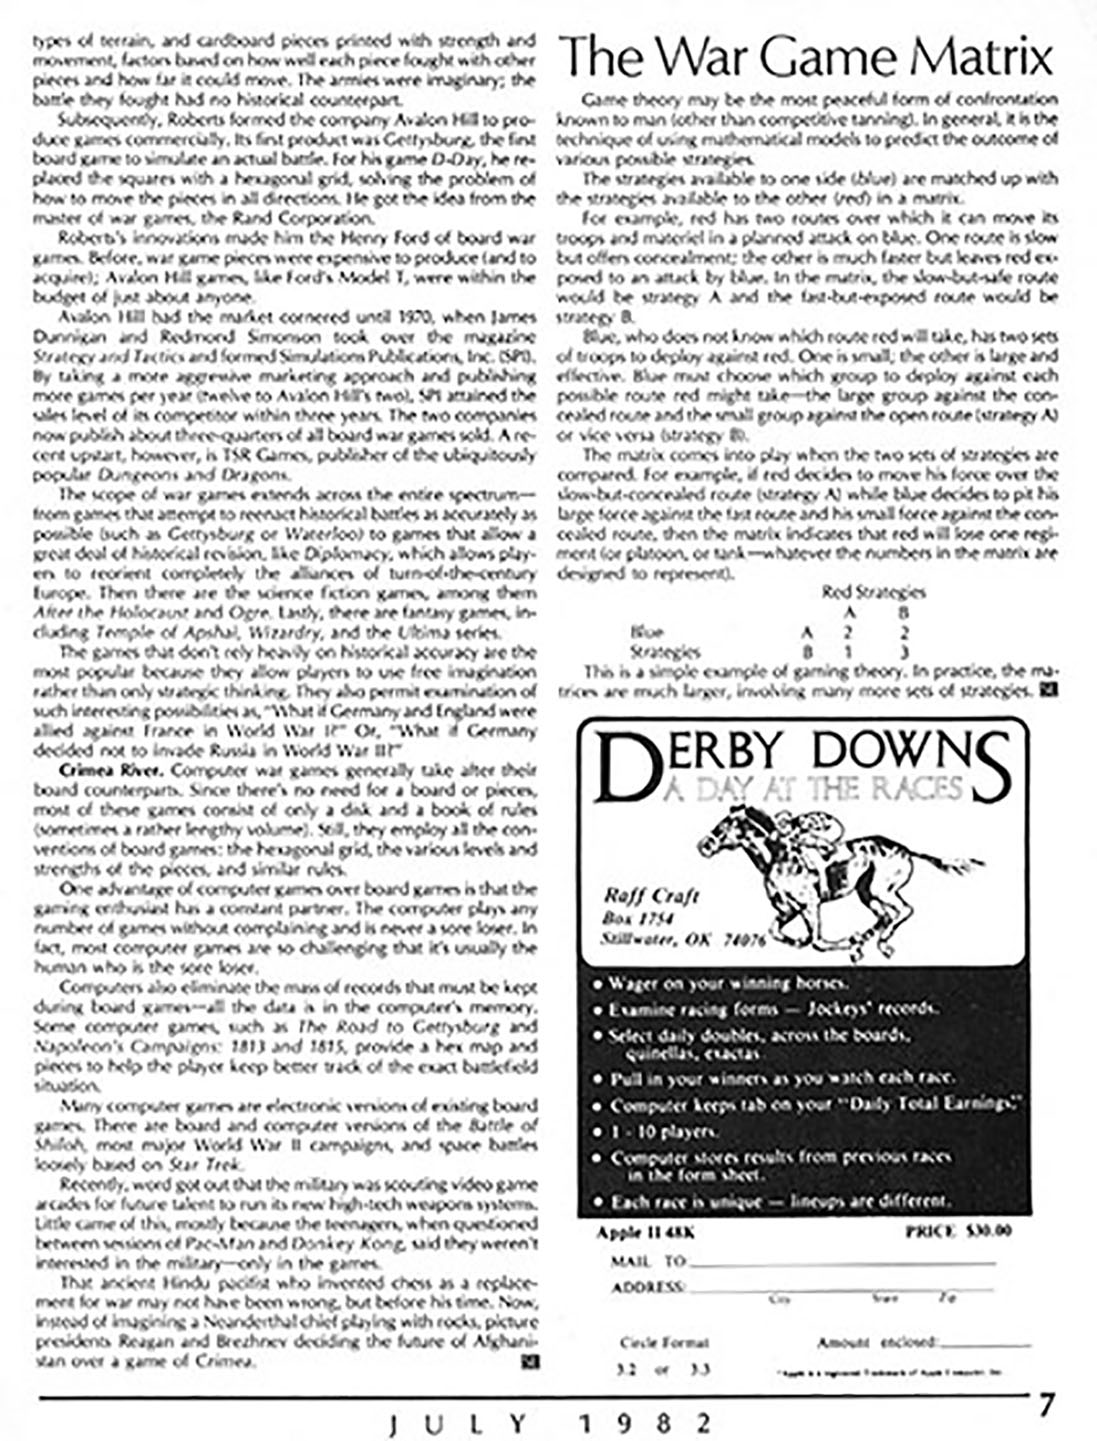 types of terrain, and cardboard pieces printed with strength and
movement, factors based on how well each piece fought with other
pieces and how far it could move. The armies were imaginary; the
battle they fought had no historical counterpart.
Subsequently, Roberts formed the company Avalon Hill to pro-
duce games commercially. Its first product was Gettysburg, the first
board game to simulate an actual battle. For his game D-Day, he re-
placed the squares with a hexagonal grid, solving the problem of
how to move the pieces in all directions. He got the idea from the
master of war games, the Rand Corporation.
Roberts's innovations made him the Henry Ford of board war
games. Before, war game pieces were expensive to produce (and to
acquire); Avalon Hill games, like Ford's Model T, were within the
budget of just about anyone.
Avalon Hill had the market cornered until 1970, when James
Dunnigan and Redmond Simonson took over the magazine
Strategy and Tactics and formed Simulations Publications, Inc. (SPI).
By taking a more aggressive marketing approach and publishing
more games per year (twelve to Avalon Hill's two), SPI attained the
sales level of its competitor within three years. The two companies
now publish about three-quarters of all board war games sold. A re-
cent upstart, however, is TSR Games, publisher of the ubiquitously
popular Dungeons and Dragons.
The scope of war games extends across the entire spectrum—
from games that attempt to reenact historical battles as accurately as
possible (such as Gettysburg or Waterloo) to games that allow a
great deal of historical revision, like Diplomacy, which allows play-
ers to reorient completely the alliances of turn-of-the-century
Europe. Then there are the science fiction games, among them
After the Holocaust and Ogre. Lastly, there are fantasy games, in-
cluding Temple of Apshai, Wizardry, and the Ultima series.
The games that don't rely heavily on historical accuracy are the
most popular because they allow players to use free imagination
rather than only strategic thinking. They also permit examination of
such interesting possibilities as, "What if Germany and England were
allied against France in World War I?" Or, "What if Germany
decided not to invade Russia in World War II?"
Crimea River. Computer war games generally take after their
board counterparts. Since there's no need for a board or pieces,
most of these games consist of only a disk and a book of rules
(sometimes a rather lengthy volume). Still, they employ all the con-
ventions of board games: the hexagonal grid, the various levels and
strengths of the pieces, and similar rules.
One advantage of computer games over board games is that the
gaming enthusiast has a constant partner. The computer plays any
number of games without complaining and is never a sore loser. In
fact, most computer games are so challenging that it's usually the
human who is the sore loser.
Computers also eliminate the mass of records that must be kept
during board games—all the data is in the computer's memory.
Some computer games, such as The Road to Gettysburg and
Napoleon's Campaigns: 1813 and 1815, provide a hex map and
pieces to help the player keep better track of the exact battlefield
situation.
Many computer games are electronic versions of existing board
games. There are board and computer versions of the Battle of
Shiloh, most major World War II campaigns, and space battles
loosely based on Star Trek.
Recently, word got out that the military was scouting video game
arcades for future talent to run its new high-tech weapons systems.
Little came of this, mostly because the teenagers, when questioned
between sessions of Pac-Man and Donkey Kong, said they weren't
interested in the military—only in the games.
That ancient Hindu pacifist who invented chess as a replace-
ment for war may not have been wrong, but before his time. Now,
instead of imagining a Neanderthal chief playing with rocks, picture
presidents Reagan and Brezhnev deciding the future of Afghani-
stan over a game of Crimea.
The War Game Matrix
Game theory may be the most peaceful form of confrontation
known to man (other than competitive tanning). In general, it is the
technique of using mathematical models to predict the outcome of
various possible strategies.
The strategies available to one side (blue) are matched up with
the strategies available to the other (red) in a matrix.
For example, red has two routes over which it can move its
troops and materiel in a planned attack on blue. One route is slow
but offers concealment; the other is much faster but leaves red ex-
posed to an attack by blue. In the matrix, the slow-but-safe route
would be strategy A and the fast-but-exposed route would be
strategy B.
Blue, who does not know which route red will take, has two sets
of troops to deploy against red. One is small; the other is large and
effective. Blue must choose which group to deploy against each
possible route red might take—the large group against the con-
cealed route and the small group against the open route (strategy A)
or vice versa (strategy B).
The matrix comes into play when the two sets of strategies are
compared. For example, if red decides to move his force over the
slow-but-concealed route (strategy A) while blue decides to pit his
large force against the fast route and his small force against the con-
cealed route, then the matrix indicates that red will lose one regi-
ment (or platoon, or tank—whatever the numbers in the matrix are
designed to represent).
Red Strategies
A B
Blue A 2 2
Strategies B 1 3
This is a simple example of gaming theory. In practice, the ma-
trices are much larger, involving many more sets of strategies.
DERBY DOWNS
A DAY AT THE RACES
Raff Craft
Box 1754
Stillwater, OK 74076
• Wager on your winning horses.
• Examine racing forms — Jockeys' records.
• Select daily doubles, across the boards,
quinellas, exactas
• Pull in your winners as you watch each race.
• Computer keeps tab on your "Daily Total Earnings."
• 1 - 10 players.
• Computer stores results from previous races
in the form sheet.
• Each race is unique — lineups are different.
Apple II 48K PRICE $30.00
MAIL TO:
ADDRESS:
City State Zip
Circle Format Amount enclosed:
3.2 or 3.3
*Apple is a registered Trademark of Apple Computer, Inc.
JULY 1982
7